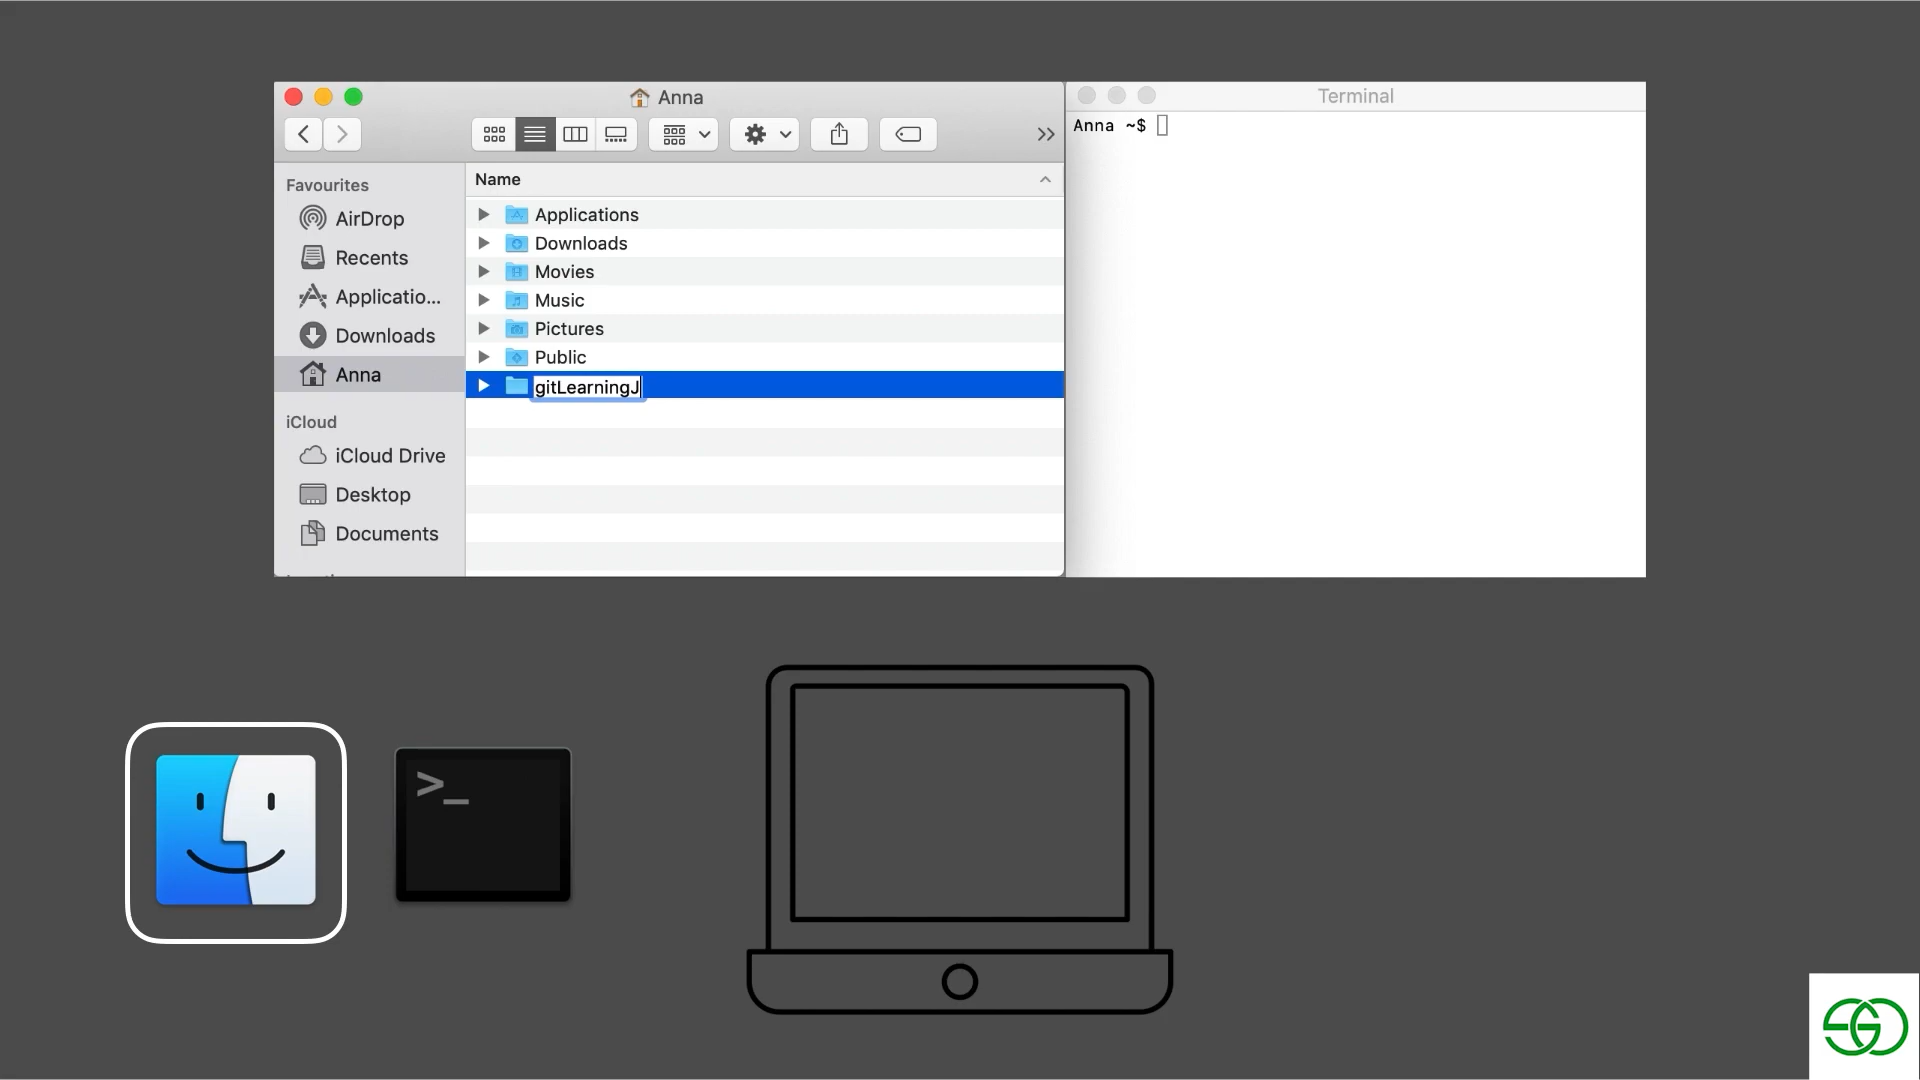 Anna
Terminal
Anna ~$
Favourites
AirDrop
Recents
Applicatio...
Downloads
Anna
iCloud
iCloud Drive
Desktop
Documents
Name
Applications
Downloads
Movies
Music
Pictures
Public
gitLearningJ
>_